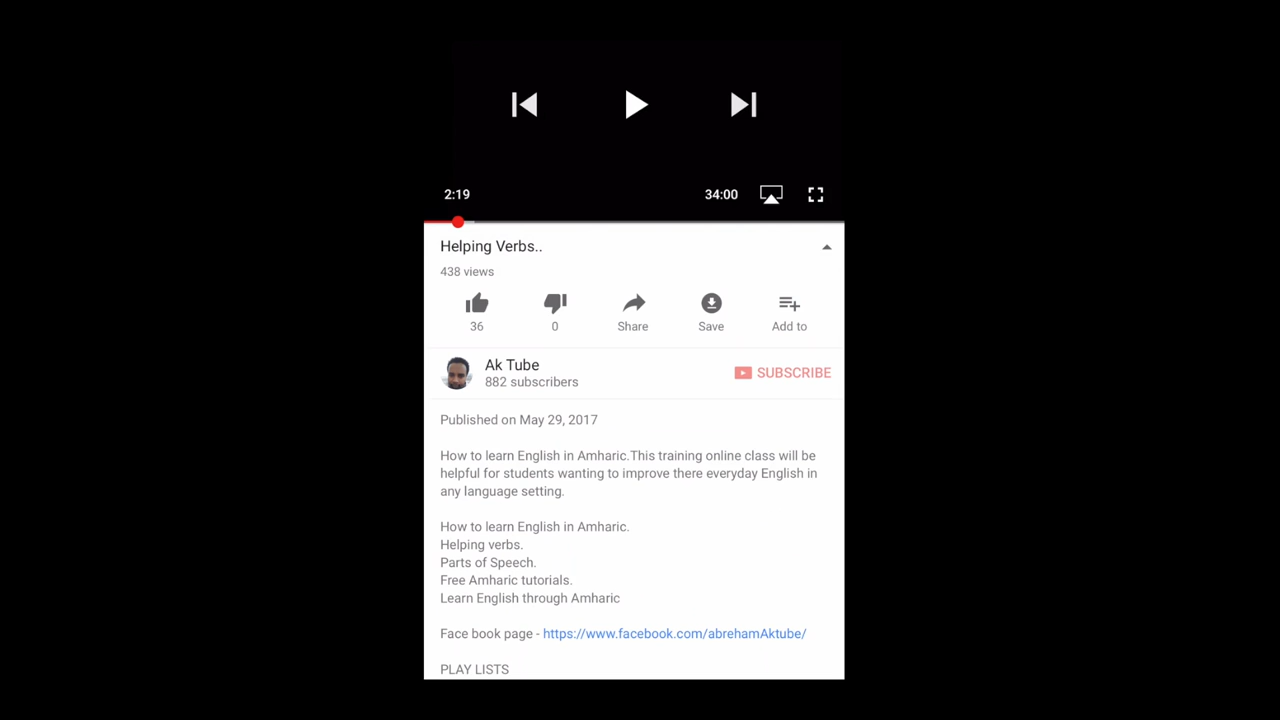 2:19
34:00
Helping Verbs..
438 views
36
0
Share
Save
Add to
Ak Tube
882 subscribers
SUBSCRIBE
Published on May 29, 2017
How to learn English in Amharic.This training online class will be
helpful for students wanting to improve there everyday English in
any language setting.
How to learn English in Amharic.
Helping verbs.
Parts of Speech.
Free Amharic tutorials.
Learn English through Amharic
Face book page - https://www.facebook.com/abrehamAktube/
PLAY LISTS